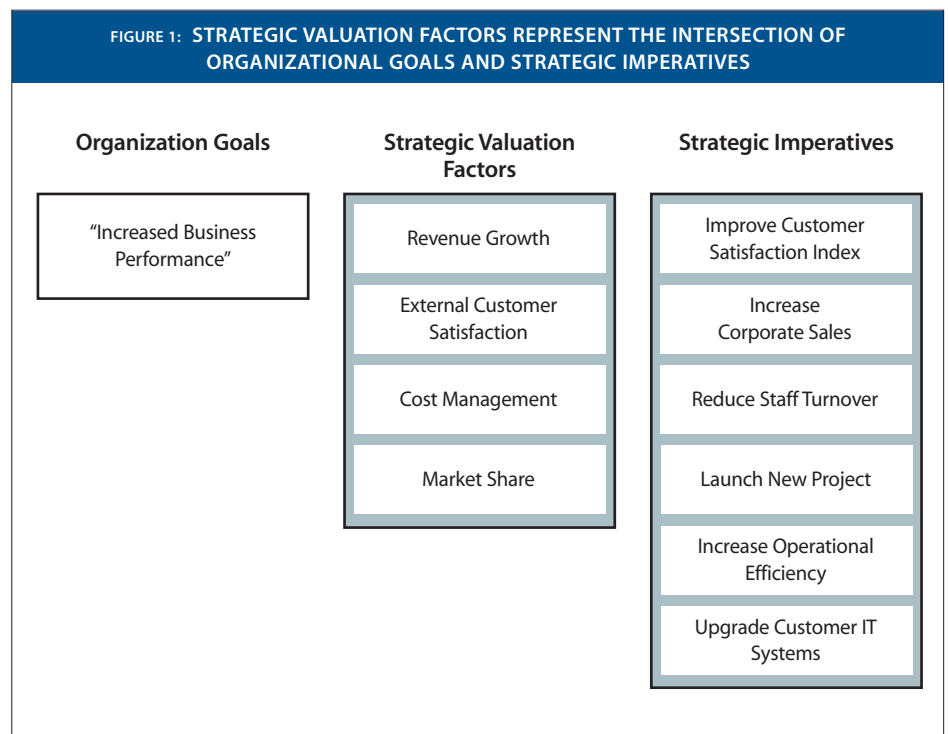 FIGURE 1: STRATEGIC VALUATION FACTORS REPRESENT THE INTERSECTION OF
ORGANIZATIONAL GOALS AND STRATEGIC IMPERATIVES
Organization Goals
“Increased Business
Performance”
Strategic Valuation
Factors
Revenue Growth
External Customer
Satisfaction
Cost Management
Market Share
Strategic Imperatives
Improve Customer
Satisfaction Index
Increase
Corporate Sales
Reduce Staff Turnover
Launch New Project
Increase Operational
Efficiency
Upgrade Customer IT
Systems